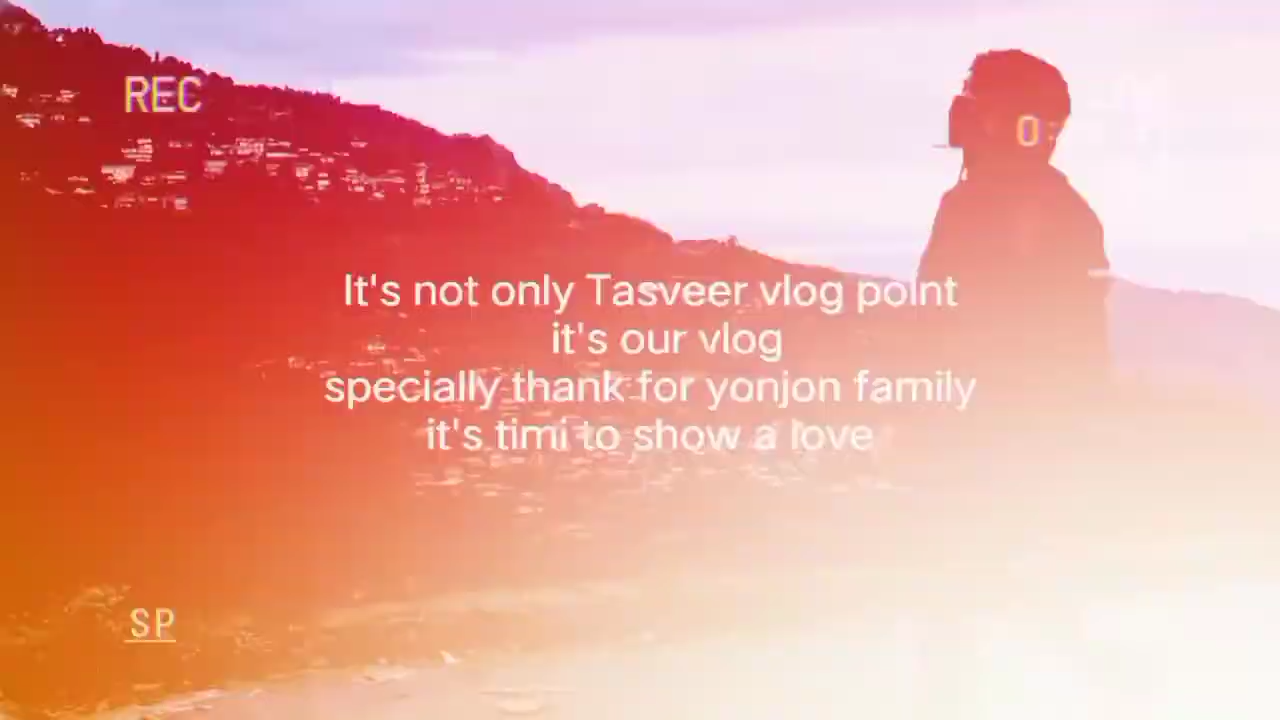 REC
0
It's not only Tasveer vlog point
it's our vlog
specially thank for yonjon family
it's timi to show a love
SP